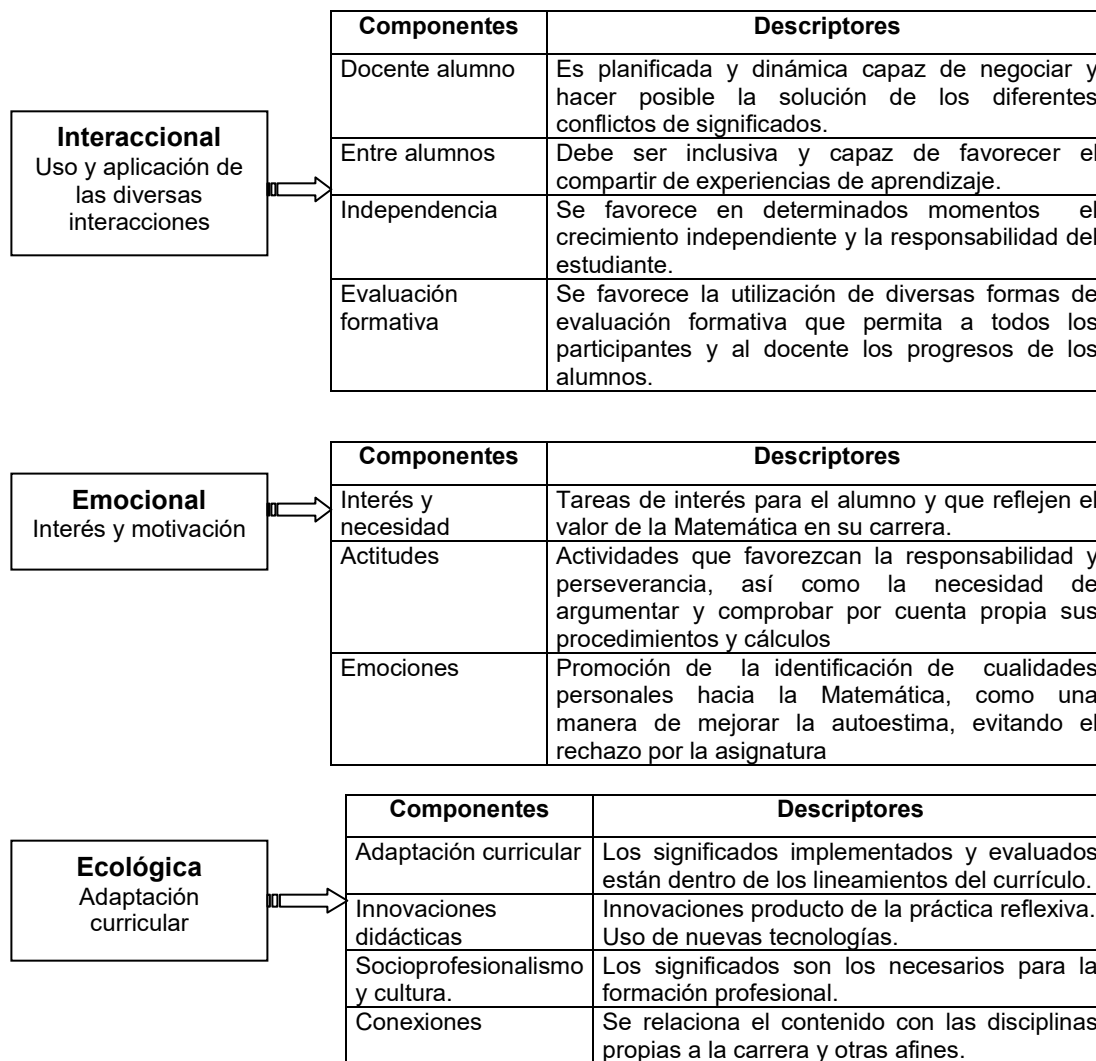 Componentes Descriptores
Interaccional
Uso y aplicación de
las diversas
interacciones
Docente alumno Es planificada y dinámica capaz de negociar y
hacer posible la solución de los diferentes
conflictos de significados.
Entre alumnos Debe ser inclusiva y capaz de favorecer el
compartir de experiencias de aprendizaje.
Independencia Se favorece en determinados momentos el
crecimiento independiente y la responsabilidad del
estudiante.
Evaluación Se favorece la utilización de diversas formas de
formativa evaluación formativa que permita a todos los
participantes y al docente los progresos de los
alumnos.
Componentes Descriptores
Emocional
Interés y motivación
Interés y Tareas de interés para el alumno y que reflejen el
necesidad valor de la Matemática en su carrera.
Actitudes Actividades que favorezcan la responsabilidad y
perseverancia, así como la necesidad de
argumentar y comprobar por cuenta propia sus
procedimientos y cálculos
Emociones Promoción de la identificación de cualidades
personales hacia la Matemática, como una
manera de mejorar la autoestima, evitando el
rechazo por la asignatura
Componentes Descriptores
Ecológica
Adaptación
curricular
Adaptación curricular Los significados implementados y evaluados
están dentro de los lineamientos del currículo.
Innovaciones Innovaciones producto de la práctica reflexiva.
didácticas Uso de nuevas tecnologías.
Socioprofesionalismo Los significados son los necesarios para la
y cultura. formación profesional.
Conexiones Se relaciona el contenido con las disciplinas
propias a la carrera y otras afines.